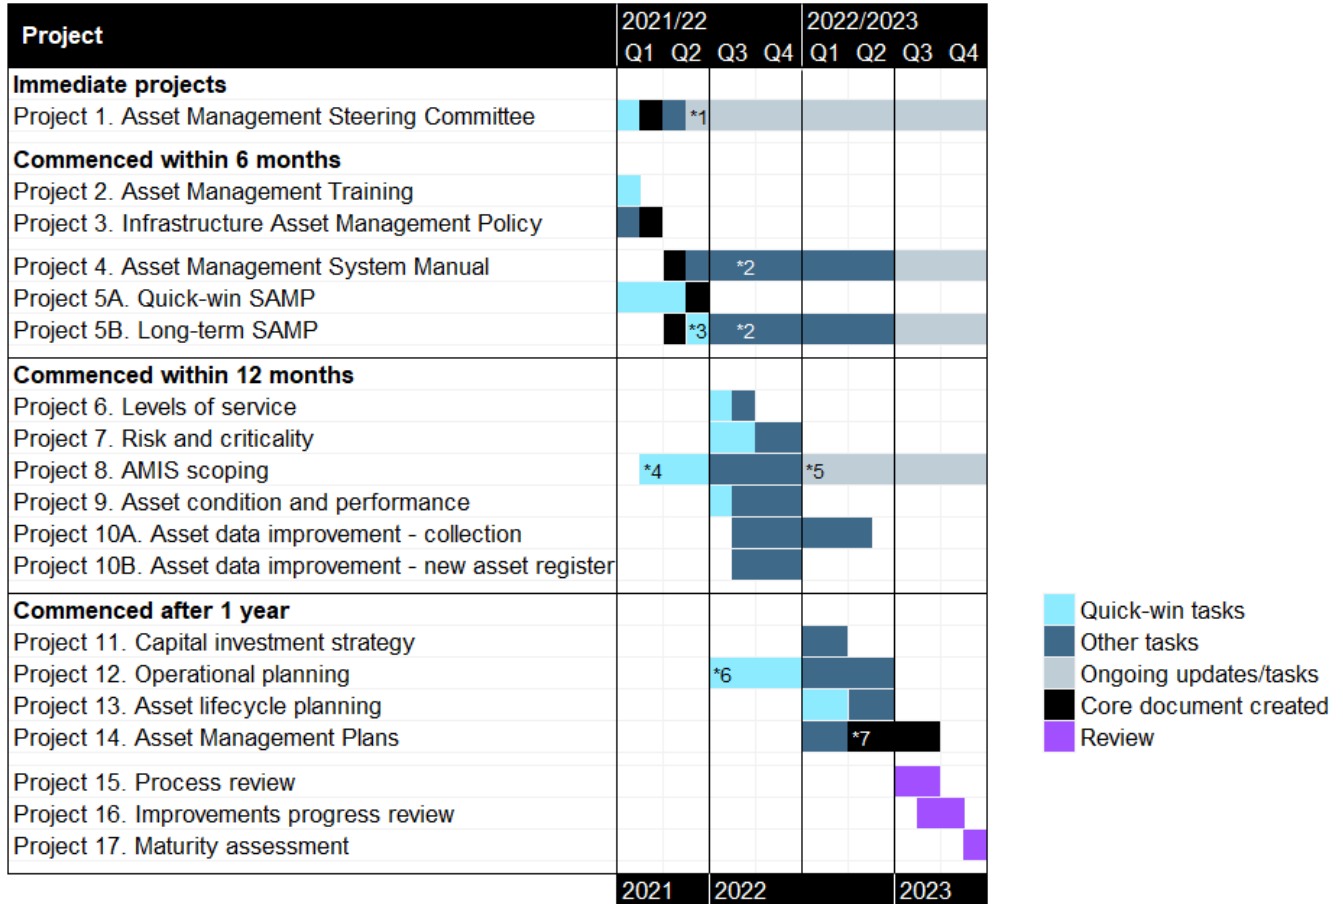 Project 2021/22 2022/2023
Q1 Q2 Q3 Q4 Q1 Q2 Q3 Q4
Immediate projects
Project 1. Asset Management Steering Committee *1
Commenced within 6 months
Project 2. Asset Management Training
Project 3. Infrastructure Asset Management Policy
Project 4. Asset Management System Manual *2
Project 5A. Quick-win SAMP
Project 5B. Long-term SAMP *3 *2
Commenced within 12 months
Project 6. Levels of service
Project 7. Risk and criticality
Project 8. AMIS scoping *4 *5
Project 9. Asset condition and performance
Project 10A. Asset data improvement - collection
Project 10B. Asset data improvement - new asset register
Commenced after 1 year
Project 11. Capital investment strategy
Project 12. Operational planning *6
Project 13. Asset lifecycle planning
Project 14. Asset Management Plans *7
Project 15. Process review
Project 16. Improvements progress review
Project 17. Maturity assessment
2021 2022 2023
Quick-win tasks
Other tasks
Ongoing updates/tasks
Core document created
Review